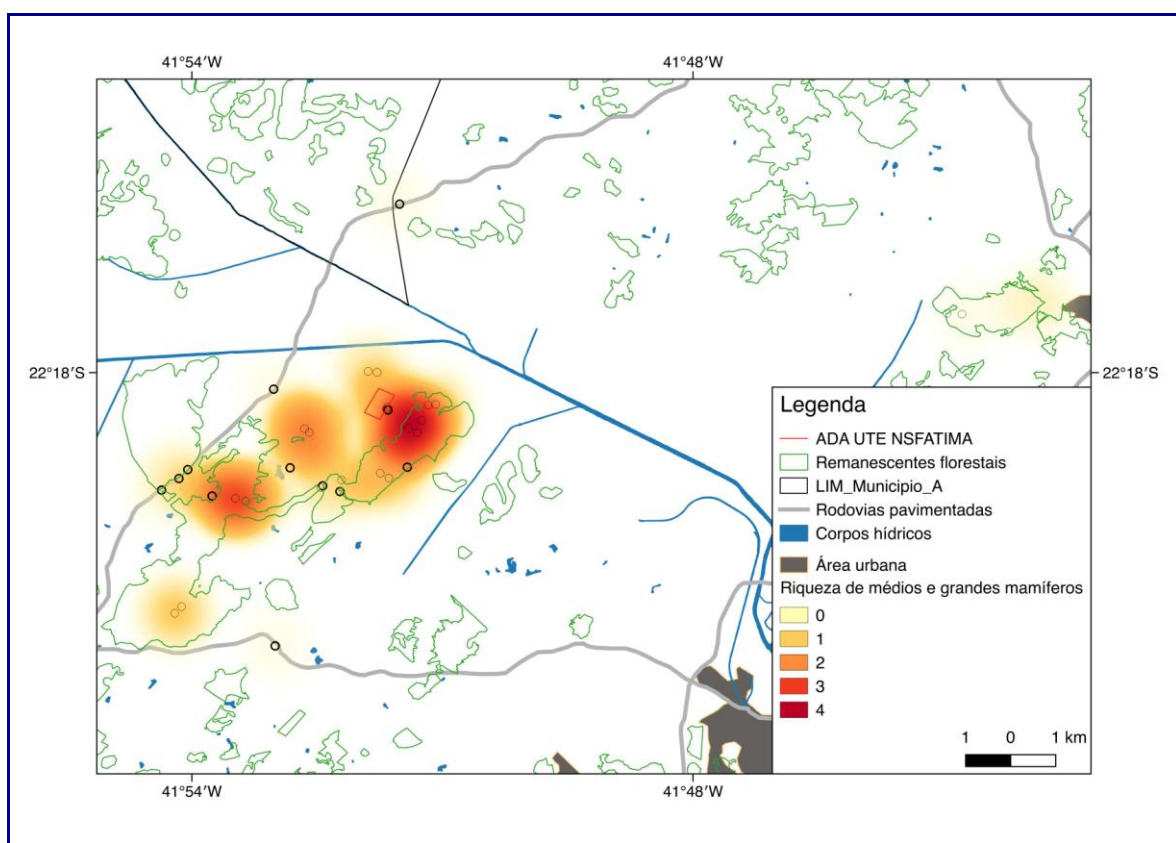 41°54′W
41°48′W
22°18′S
22°18′S
Legenda
ADA UTE NSFATIMA
Remanescentes florestais
LIM_Municipio_A
Rodovias pavimentadas
Corpos hídricos
Área urbana
Riqueza de médios e grandes mamíferos
0
1
2
3
4
1 0 1 km
41°54′W
41°48′W